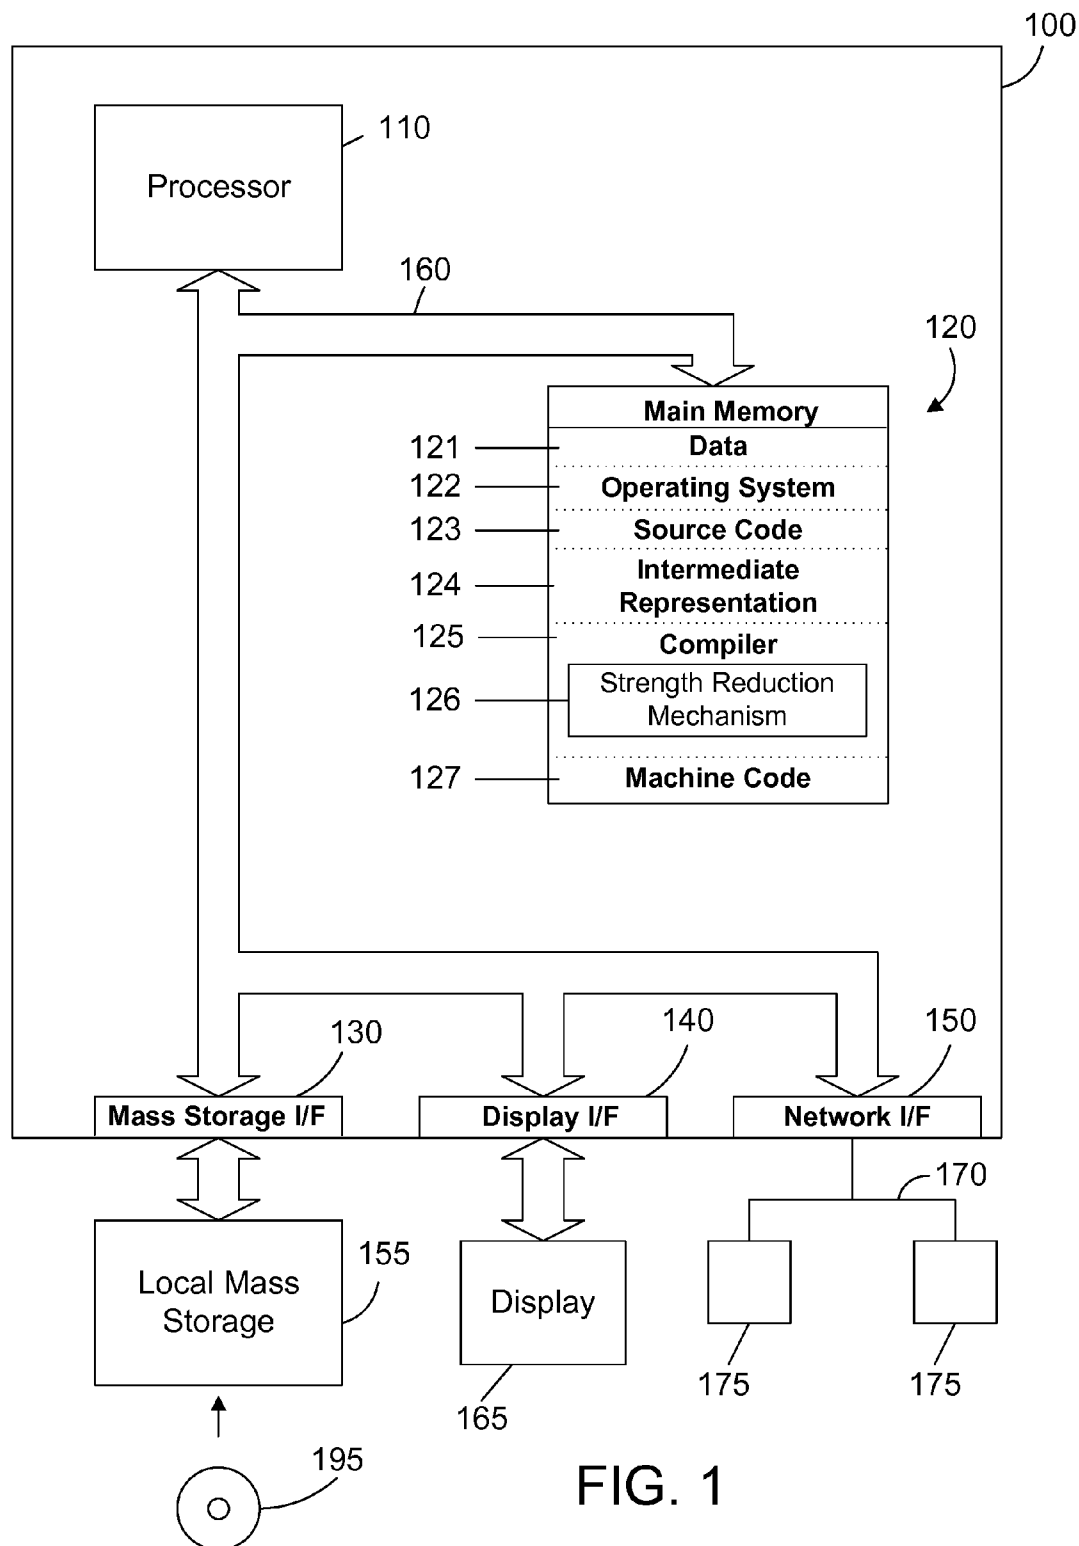 100
110
Processor
160
120
Main Memory
121
Data
122
Operating System
123
Source Code
124
Intermediate
Representation
125
Compiler
126
Strength Reduction
Mechanism
127
Machine Code
130
140
150
Mass Storage I/F
Display I/F
Network I/F
170
155
Local Mass
Storage
Display
175
175
165
195
FIG. 1